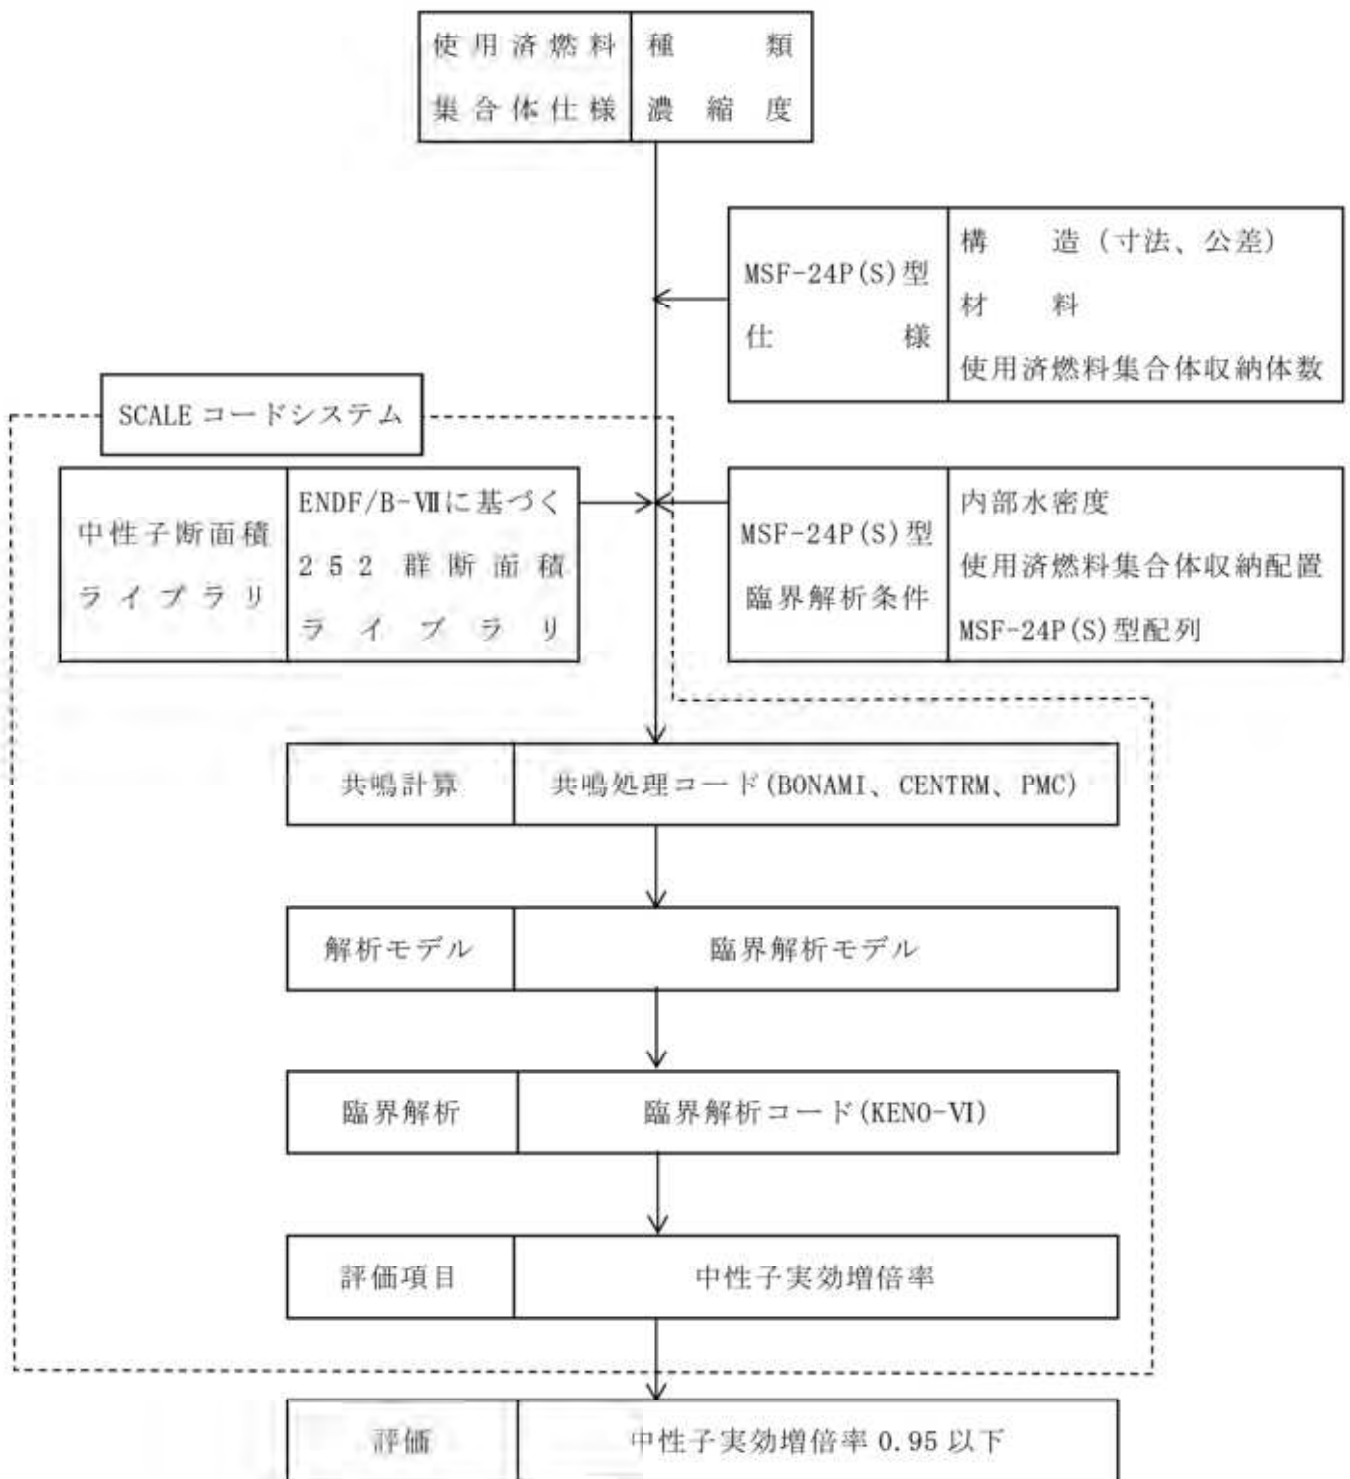 使用済燃料
集合体仕様
種類
濃縮度
MSF-24P(S)型
仕様
構造（寸法、公差）
材料
使用済燃料集合体収納体数
SCALEコードシステム
中性子断面積
ライブラリ
ENDF/B-Ⅶに基づく
252群断面積
ライブラリ
MSF-24P(S)型
臨界解析条件
内部水密度
使用済燃料集合体収納配置
MSF-24P(S)型配列
共鳴計算
共鳴処理コード(BONAMI、CENTRM、PMC)
解析モデル
臨界解析モデル
臨界解析
臨界解析コード(KENO-Ⅵ)
評価項目
中性子実効増倍率
評価
中性子実効増倍率 0.95 以下